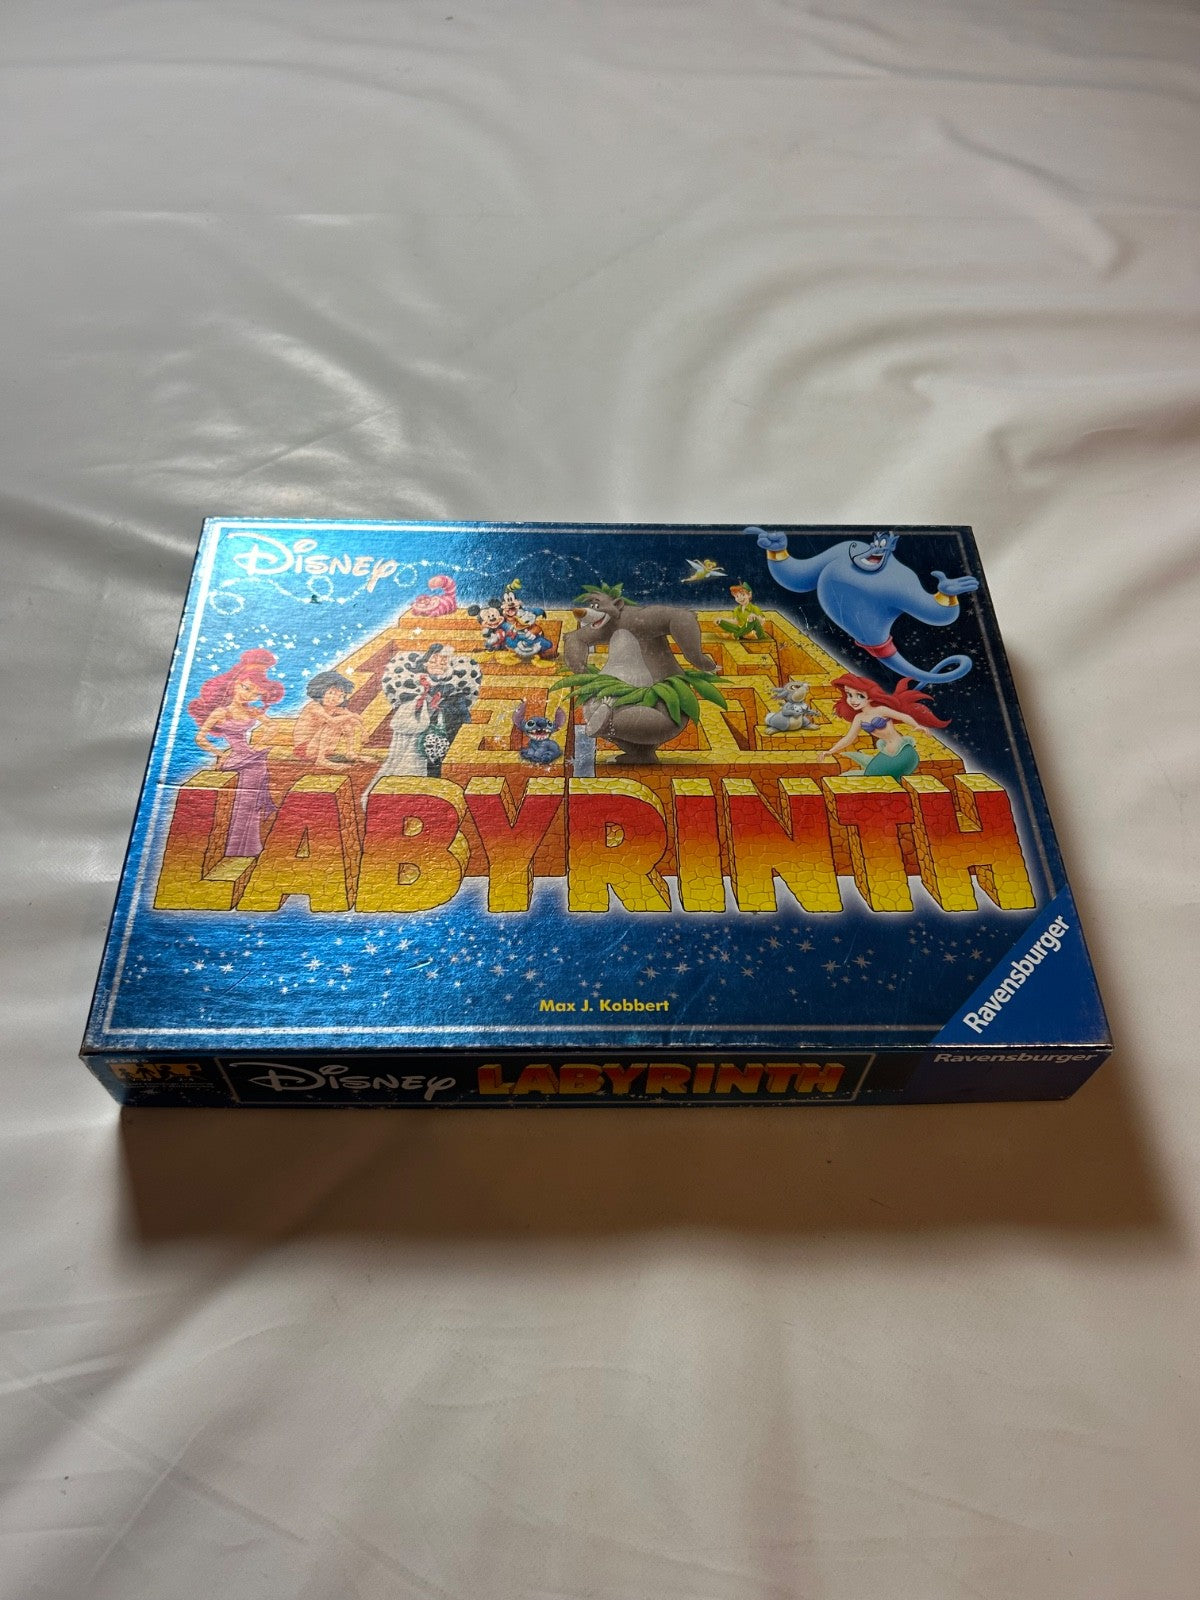 Disney
LABYRINTH
Max J. Kobbert
Ravensburger
Disney LABYRINTH
Ravensburger